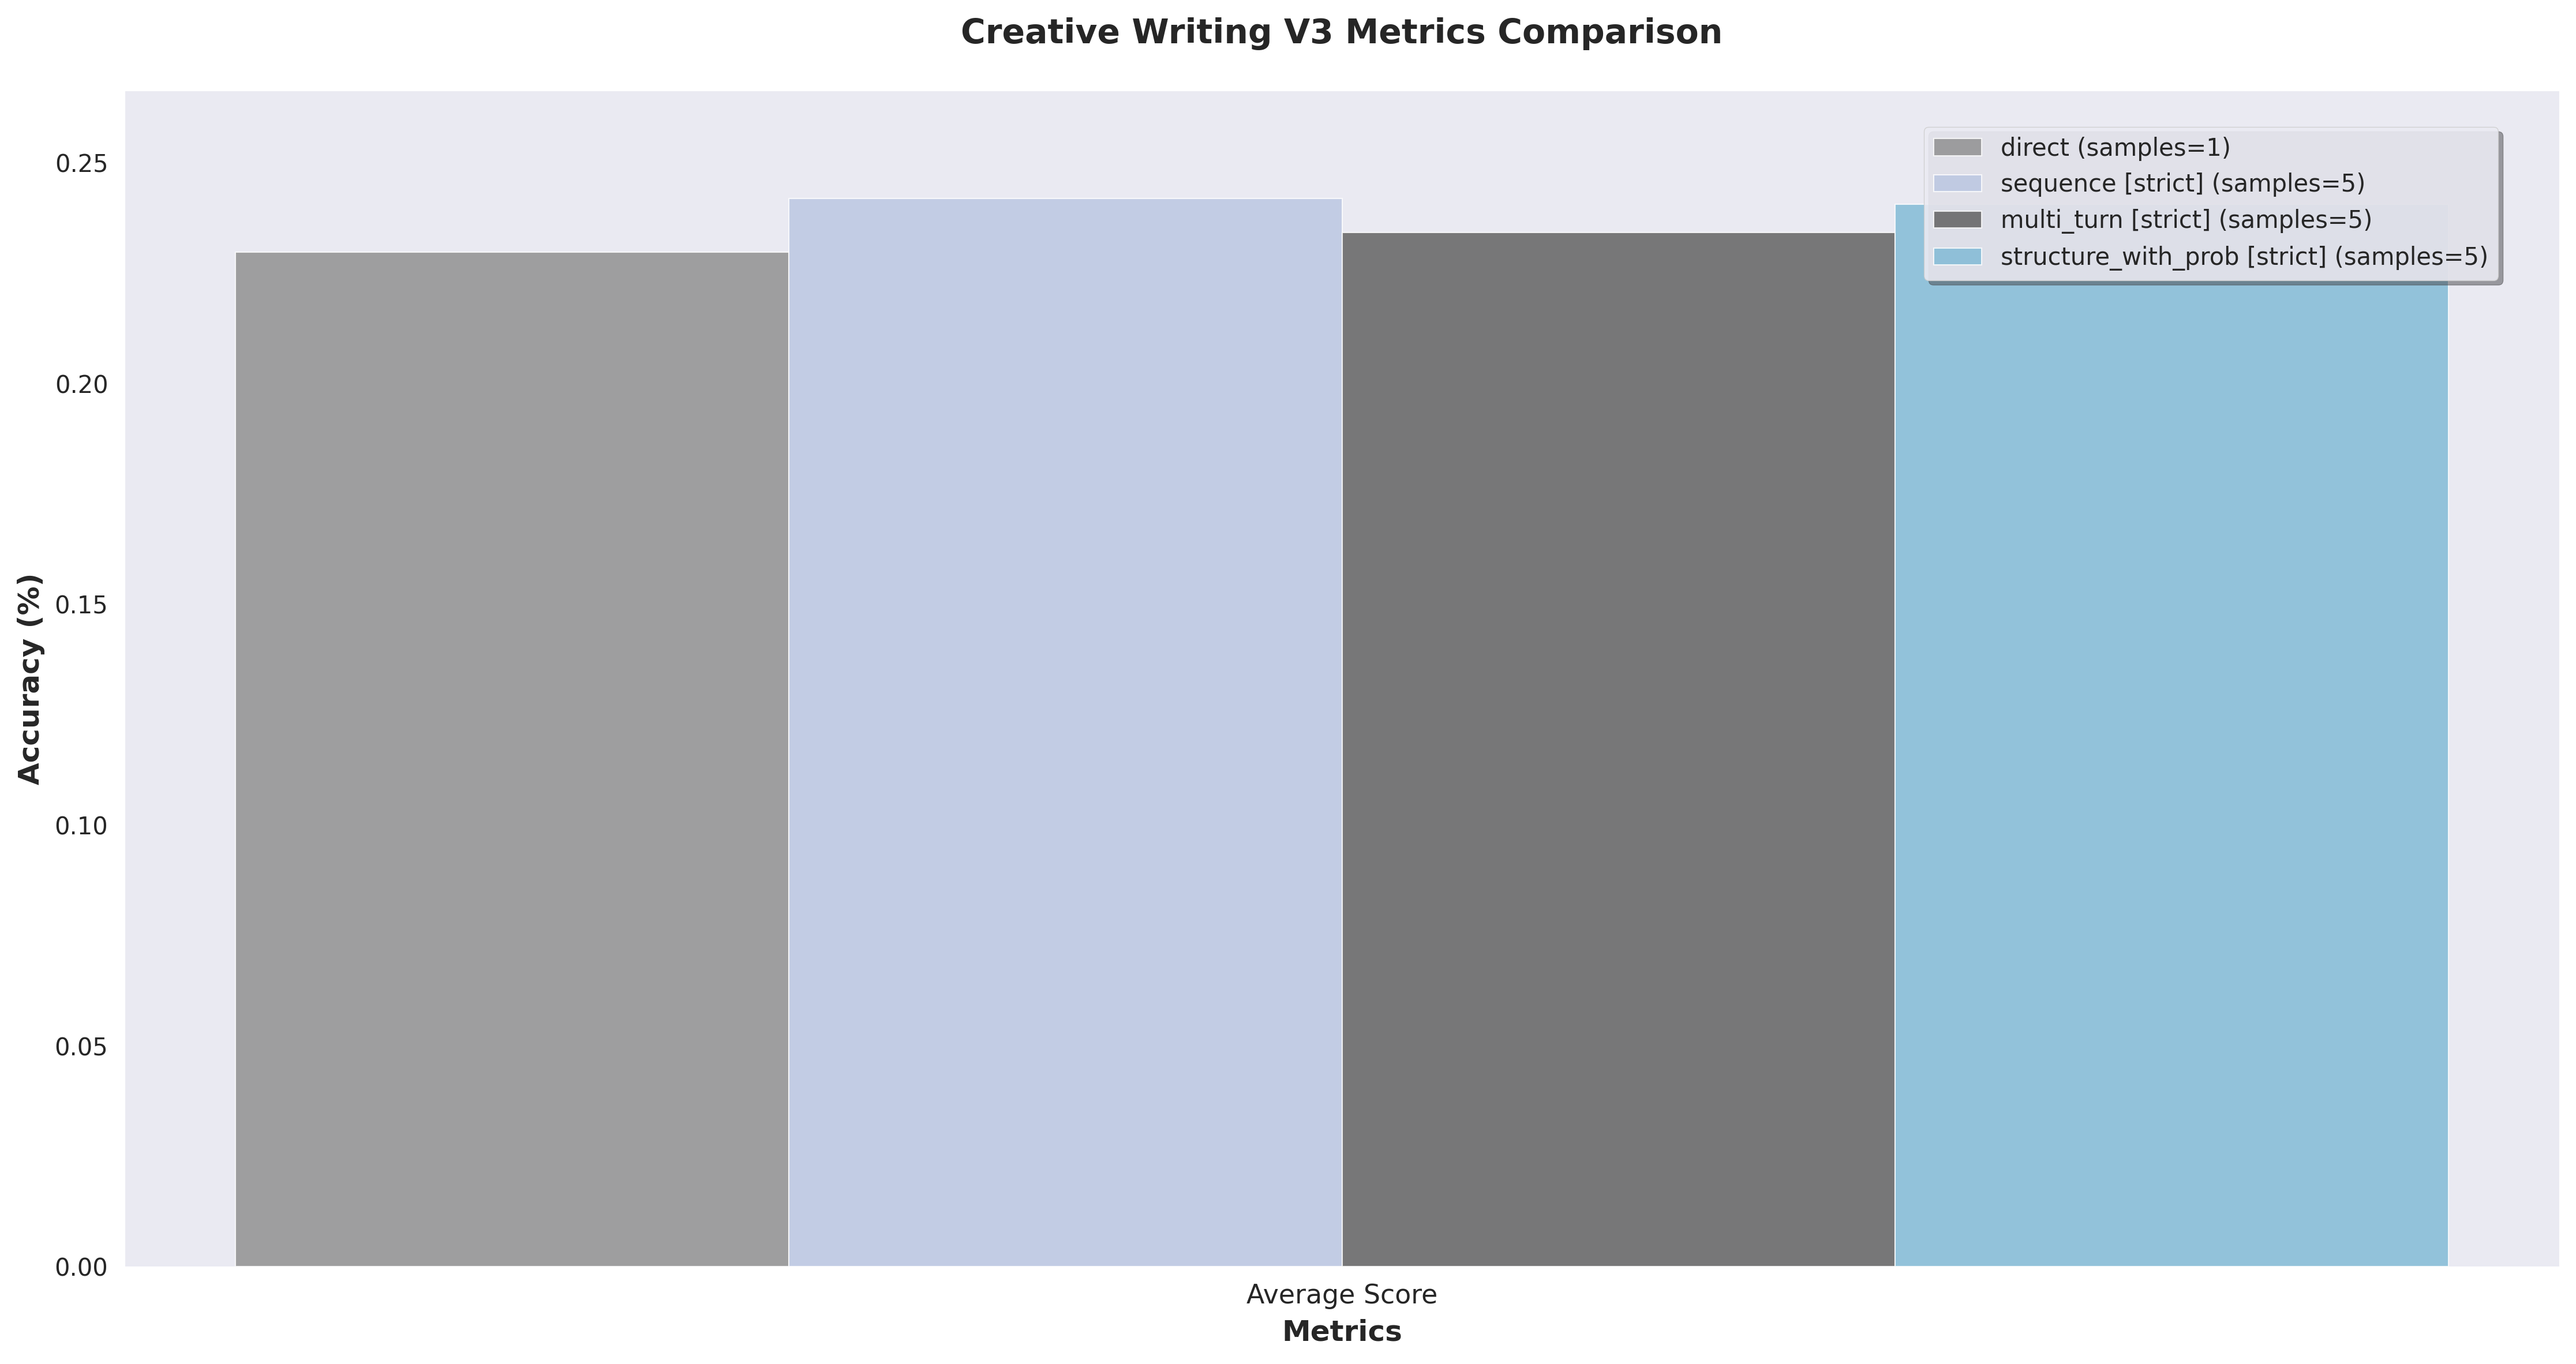 Creative Writing V3 Metrics Comparison
direct (samples=1)
sequence [strict] (samples=5)
multi_turn [strict] (samples=5)
structure_with_prob [strict] (samples=5)
Accuracy (%)
0.25
0.20
0.15
0.10
0.05
0.00
Average Score
Metrics